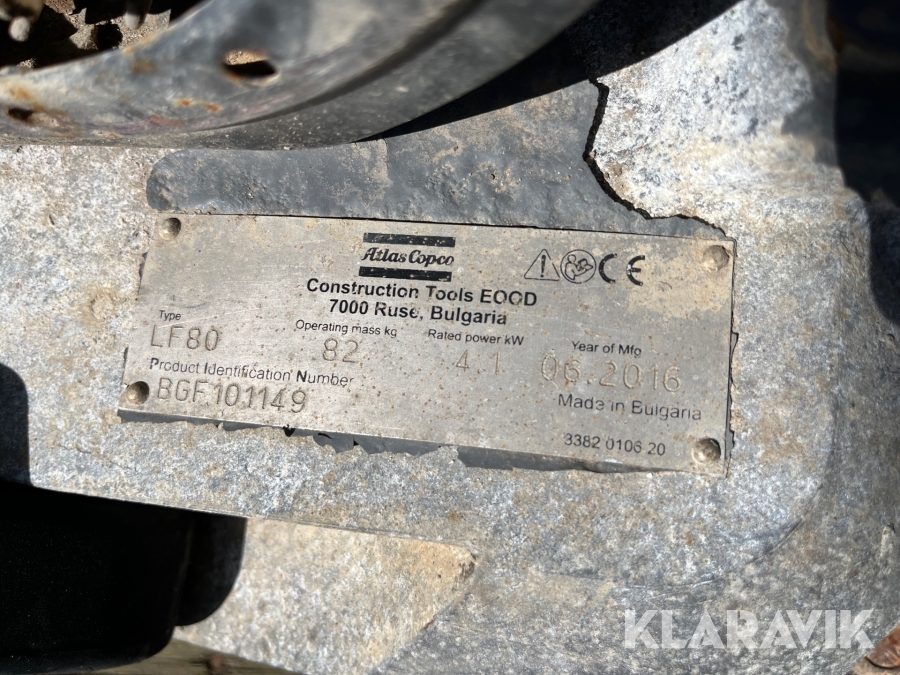 Atlas Copco
CE
Construction Tools EOOD
7000 Ruse, Bulgaria
Type
LF80
Operating mass kg
82
Rated power kW
4.1
Year of Mfg
06.2016
Product Identification Number
BGF101149
Made in Bulgaria
3382 0106 20
KLARAVIK